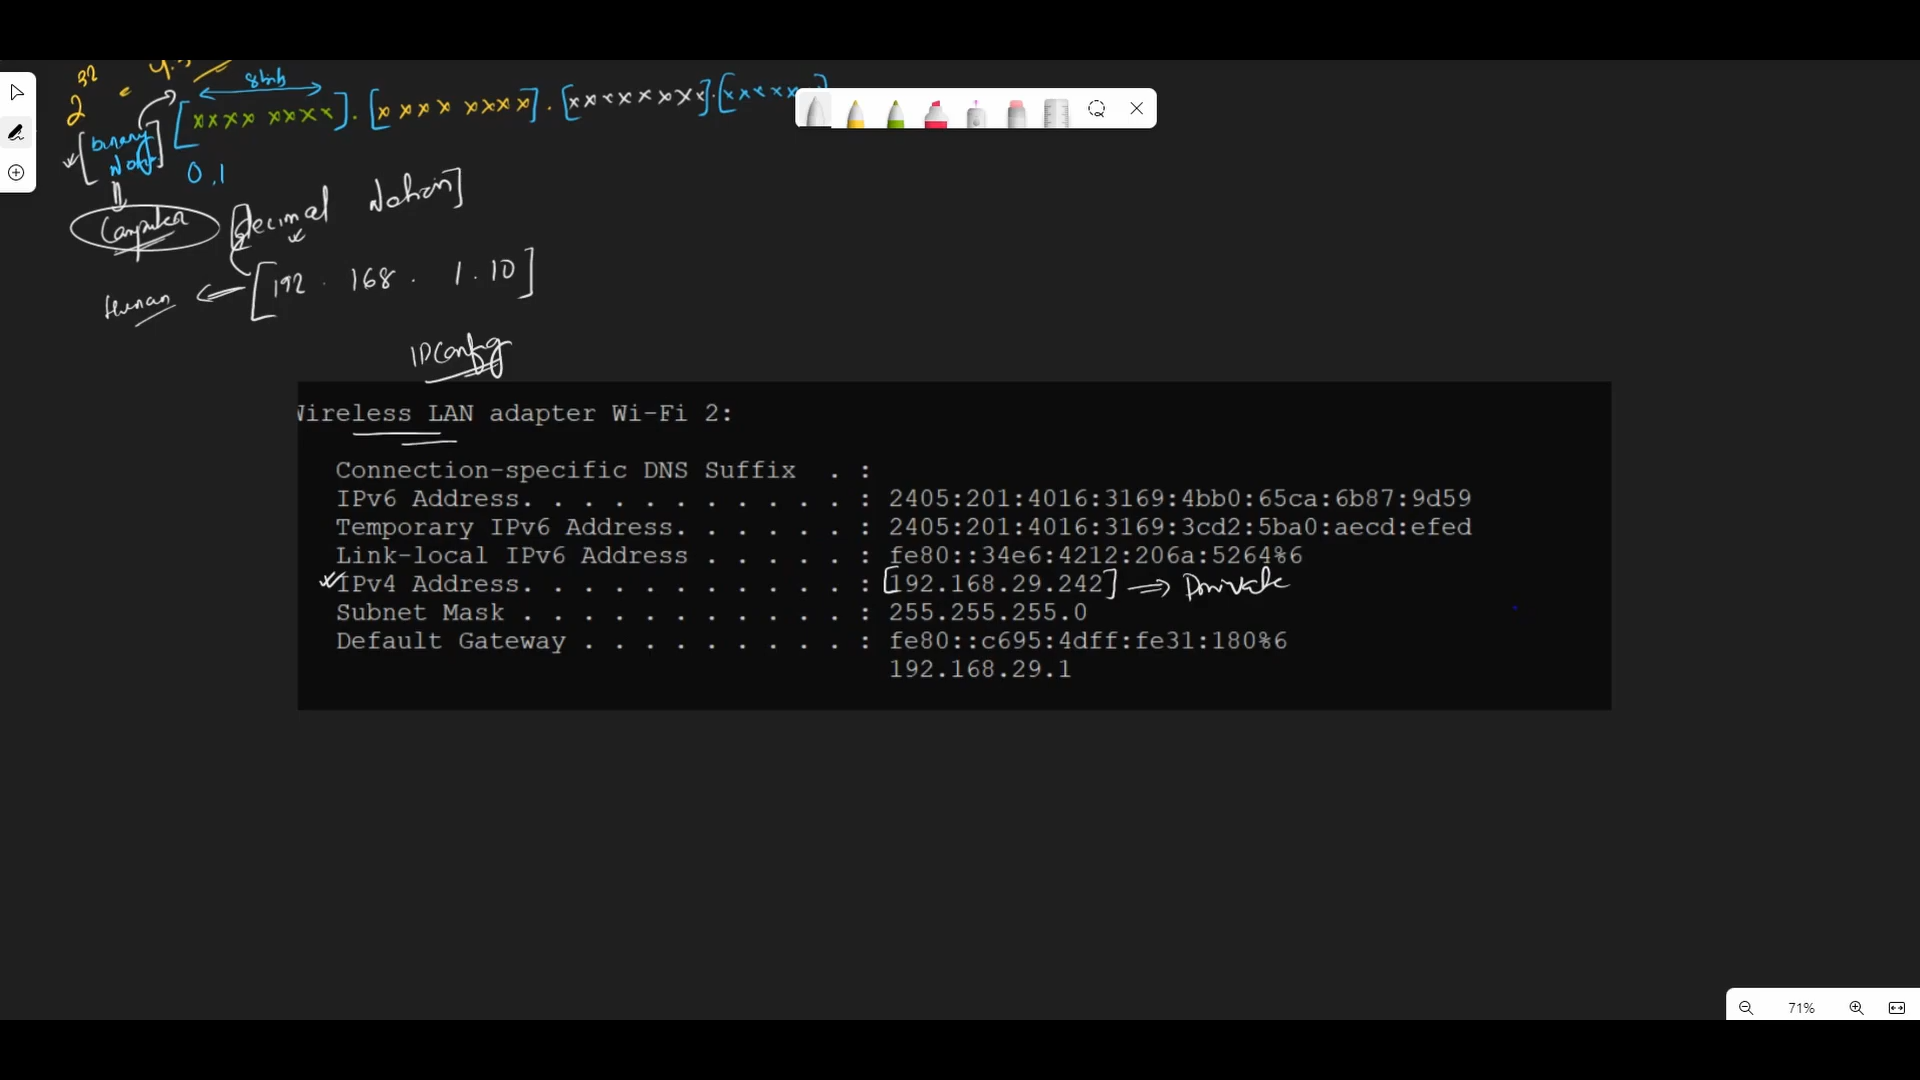 2^32 =
8bits
[xxxx xxxx].[xxxx xxxx].[xxxxxxxx].[xxxxx
[binary
0,1
Computer
[Decimal Notion]
[192. 168. 1.10]
Human
IPConfig
Wireless LAN adapter Wi-Fi 2:
Connection-specific DNS Suffix . :
IPv6 Address. . . . . . . . . . . : 2405:201:4016:3169:4bb0:65ca:6b87:9d59
Temporary IPv6 Address. . . . . . : 2405:201:4016:3169:3cd2:5ba0:aecd:efed
Link-local IPv6 Address . . . . . : fe80::34e6:4212:206a:5264%6
IPv4 Address. . . . . . . . . . . : [192.168.29.242] => Private
Subnet Mask . . . . . . . . . . . : 255.255.255.0
Default Gateway . . . . . . . . . : fe80::c695:4dff:fe31:180%6
192.168.29.1
71%